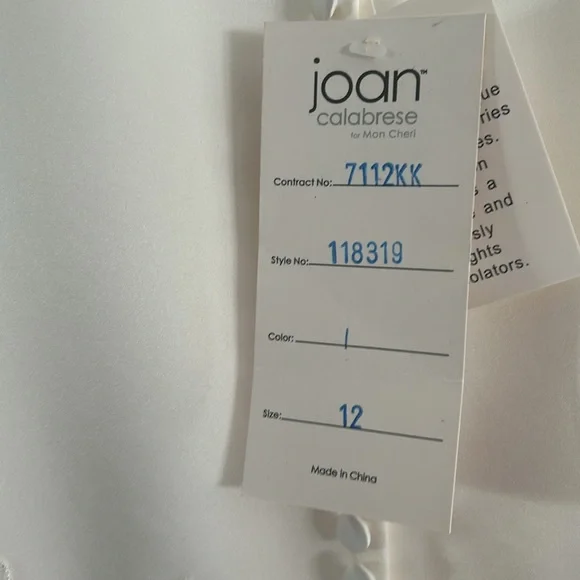 joan™
calabrese
for Mon Cheri
Contract No: 7112KK
Style No: 118319
Color: I
Size: 12
Made in China
ue
ries
es.
n
a
and
sly
ghts
olators.